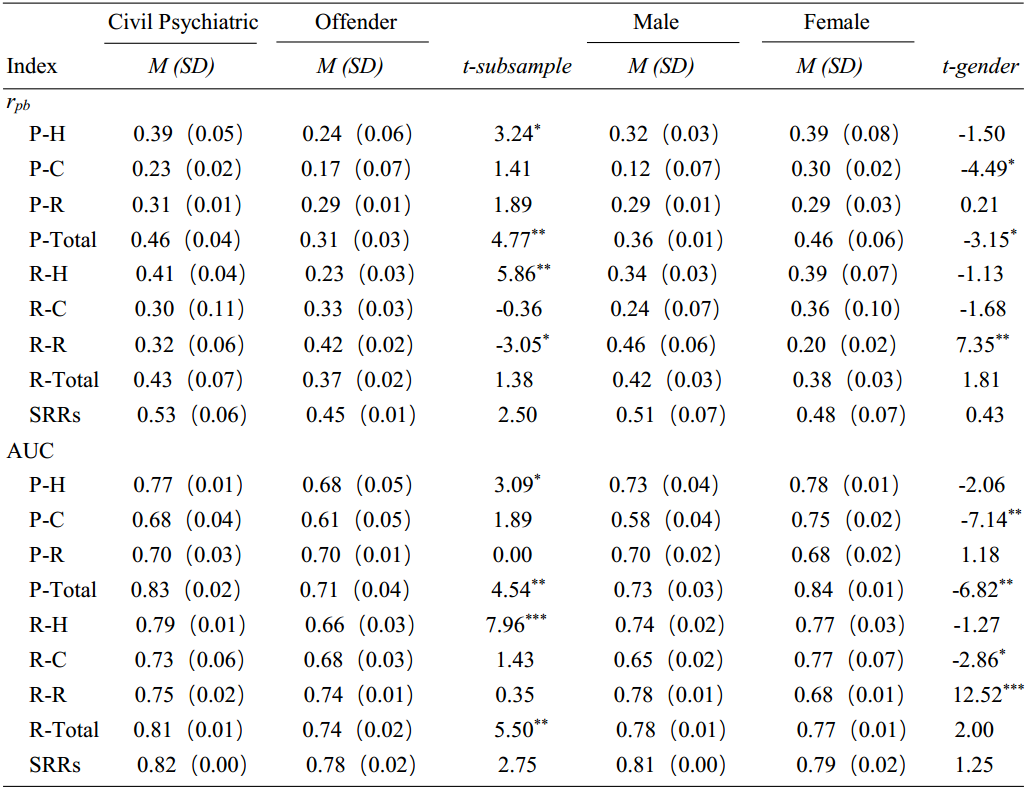 Civil Psychiatric Offender Male Female
Index M (SD) M (SD) t-subsample M (SD) M (SD) t-gender
rpb
P-H 0.39 (0.05) 0.24 (0.06) 3.24* 0.32 (0.03) 0.39 (0.08) -1.50
P-C 0.23 (0.02) 0.17 (0.07) 1.41 0.12 (0.07) 0.30 (0.02) -4.49*
P-R 0.31 (0.01) 0.29 (0.01) 1.89 0.29 (0.01) 0.29 (0.03) 0.21
P-Total 0.46 (0.04) 0.31 (0.03) 4.77** 0.36 (0.01) 0.46 (0.06) -3.15*
R-H 0.41 (0.04) 0.23 (0.03) 5.86** 0.34 (0.03) 0.39 (0.07) -1.13
R-C 0.30 (0.11) 0.33 (0.03) -0.36 0.24 (0.07) 0.36 (0.10) -1.68
R-R 0.32 (0.06) 0.42 (0.02) -3.05* 0.46 (0.06) 0.20 (0.02) 7.35**
R-Total 0.43 (0.07) 0.37 (0.02) 1.38 0.42 (0.03) 0.38 (0.03) 1.81
SRRs 0.53 (0.06) 0.45 (0.01) 2.50 0.51 (0.07) 0.48 (0.07) 0.43
AUC
P-H 0.77 (0.01) 0.68 (0.05) 3.09* 0.73 (0.04) 0.78 (0.01) -2.06
P-C 0.68 (0.04) 0.61 (0.05) 1.89 0.58 (0.04) 0.75 (0.02) -7.14**
P-R 0.70 (0.03) 0.70 (0.01) 0.00 0.70 (0.02) 0.68 (0.02) 1.18
P-Total 0.83 (0.02) 0.71 (0.04) 4.54** 0.73 (0.03) 0.84 (0.01) -6.82**
R-H 0.79 (0.01) 0.66 (0.03) 7.96*** 0.74 (0.02) 0.77 (0.03) -1.27
R-C 0.73 (0.06) 0.68 (0.03) 1.43 0.65 (0.02) 0.77 (0.07) -2.86*
R-R 0.75 (0.02) 0.74 (0.01) 0.35 0.78 (0.01) 0.68 (0.01) 12.52***
R-Total 0.81 (0.01) 0.74 (0.02) 5.50** 0.78 (0.01) 0.77 (0.01) 2.00
SRRs 0.82 (0.00) 0.78 (0.02) 2.75 0.81 (0.00) 0.79 (0.02) 1.25